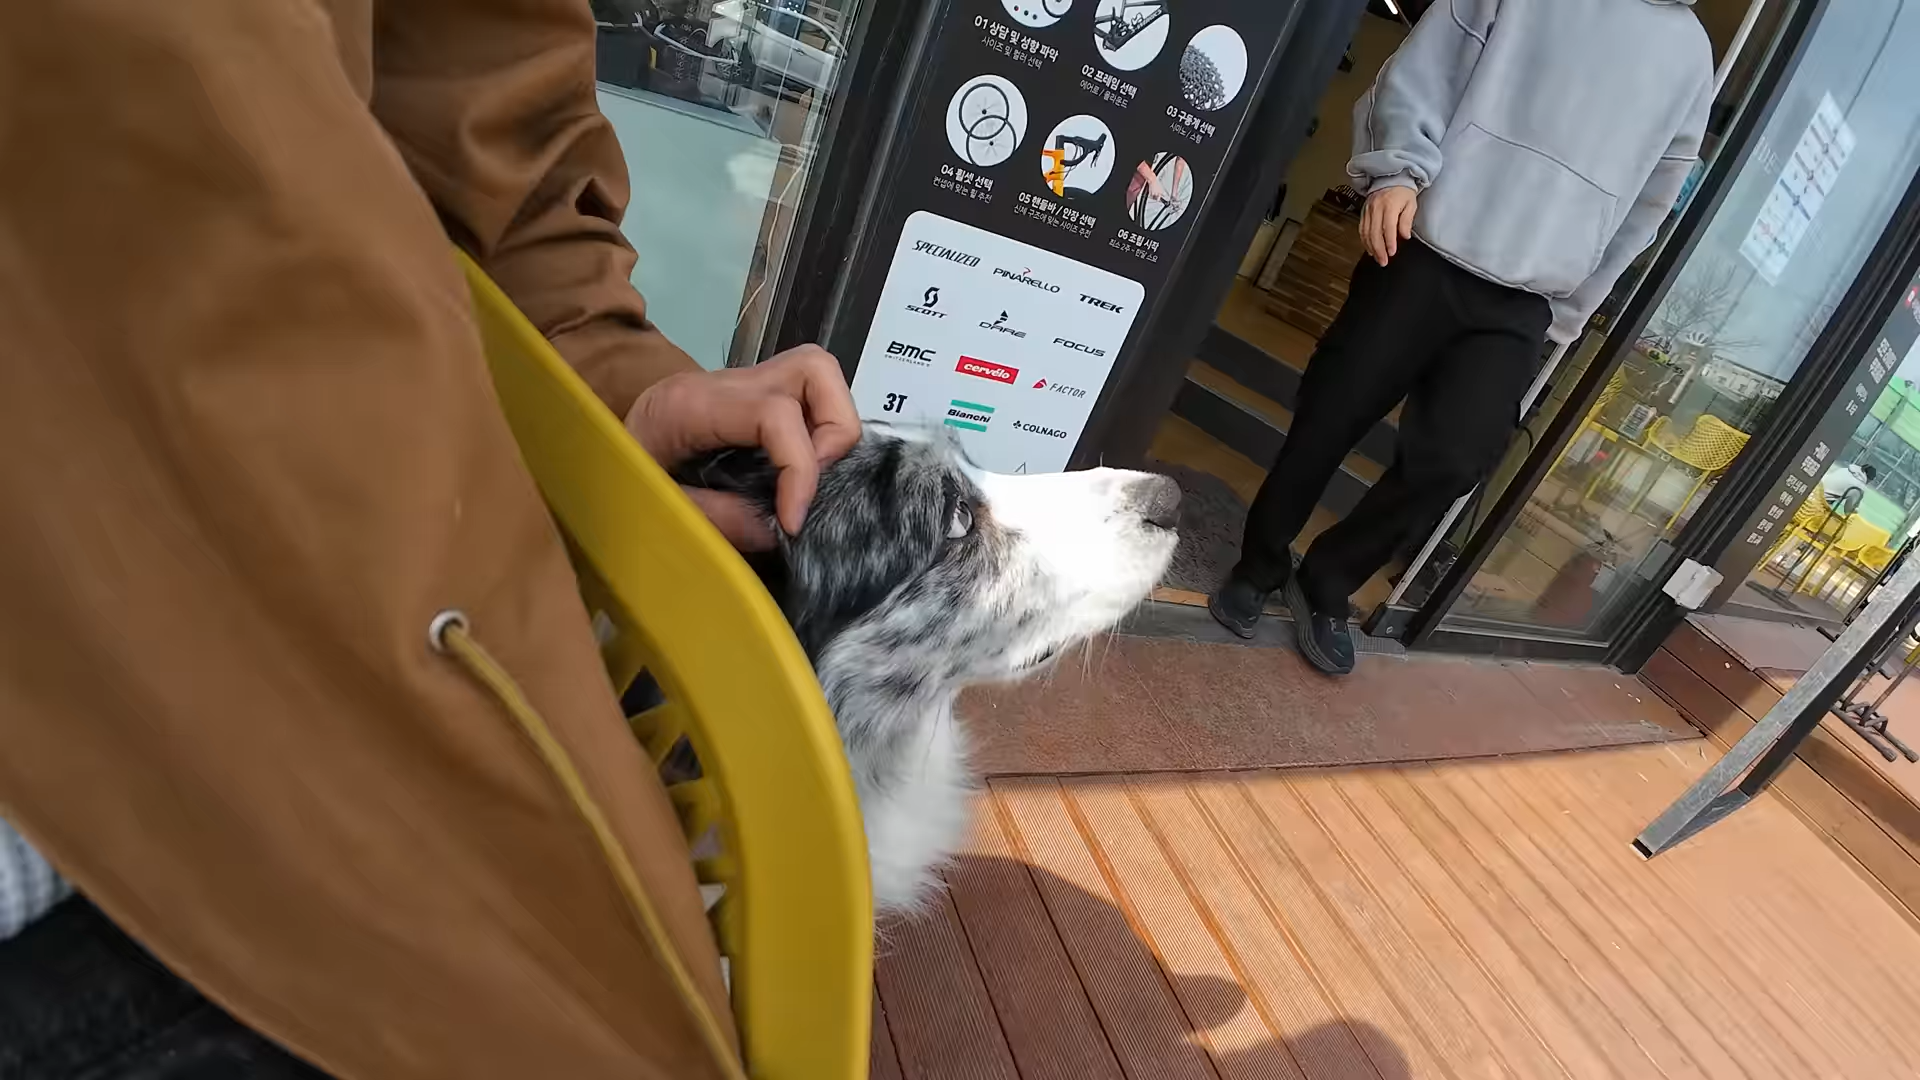 01 상담 및 성향 파악
사이즈 및 컬러 선택
02 프레임 선택
에어로 / 올라운드
03 구동계 선택
시마노 / 스램
04 휠셋 선택
컨셉에 맞는 휠 추천
05 핸들바 / 안장 선택
신체 구조에 맞는 사이즈 추천
06 조립 시작
최소 2주 ~ 한달 소요
SPECIALIZED
PINARELLO
TREK
SCOTT
DARE
FOCUS
BMC
SWITZERLAND
cervélo
FACTOR
3T
Bianchi
COLNAGO